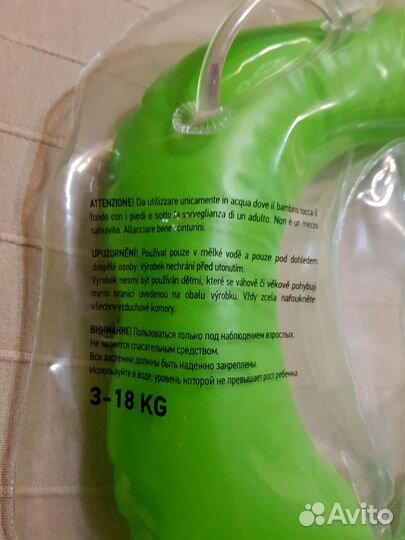 ATTENZIONE! Da utilizzare unicamente in acqua dove il bambino tocca il
fondo con i piedi e sotto la sorveglianza di un adulto. Non è un mezzo
salvavita. Allacciare bene i cinturini.
UPOZORNĚNÍ! Používat pouze v mělké vodě a pouze pod dohledem
dospělé osoby. Výrobek nechrání před utonutím.
Výrobek nesmí být používán dětmi, které se váhově či věkově pohybují
mimo hranici uvedenou na obalu výrobku. Vždy zcela nafoukněte
všechny vzduchové komory.
ВНИМАНИЕ! Пользоваться только под наблюдением взрослых.
Не является спасательным средством.
Все застежки должны быть надежно закреплены.
Используйте в воде, уровень которой не превышает рост ребенка.
3-18 KG
Avito